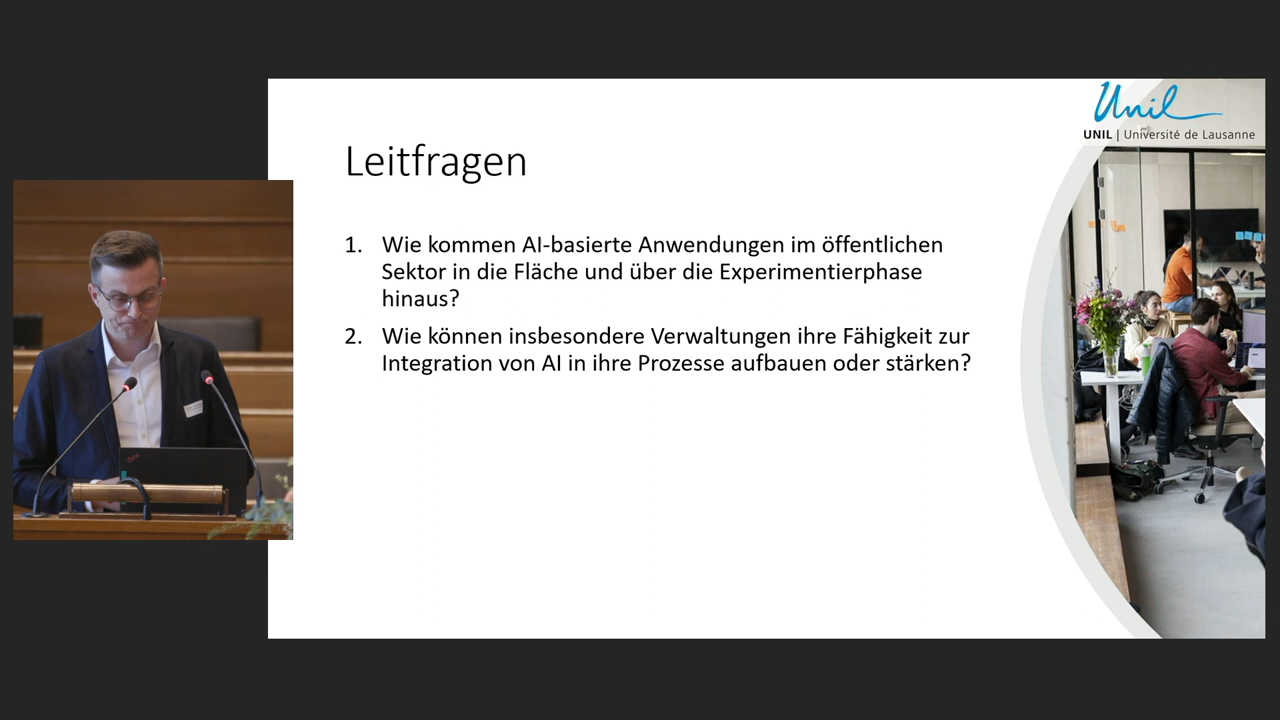 Unil
UNIL | Université de Lausanne
Leitfragen
1. Wie kommen AI-basierte Anwendungen im öffentlichen
Sektor in die Fläche und über die Experimentierphase
hinaus?
2. Wie können insbesondere Verwaltungen ihre Fähigkeit zur
Integration von AI in ihre Prozesse aufbauen oder stärken?